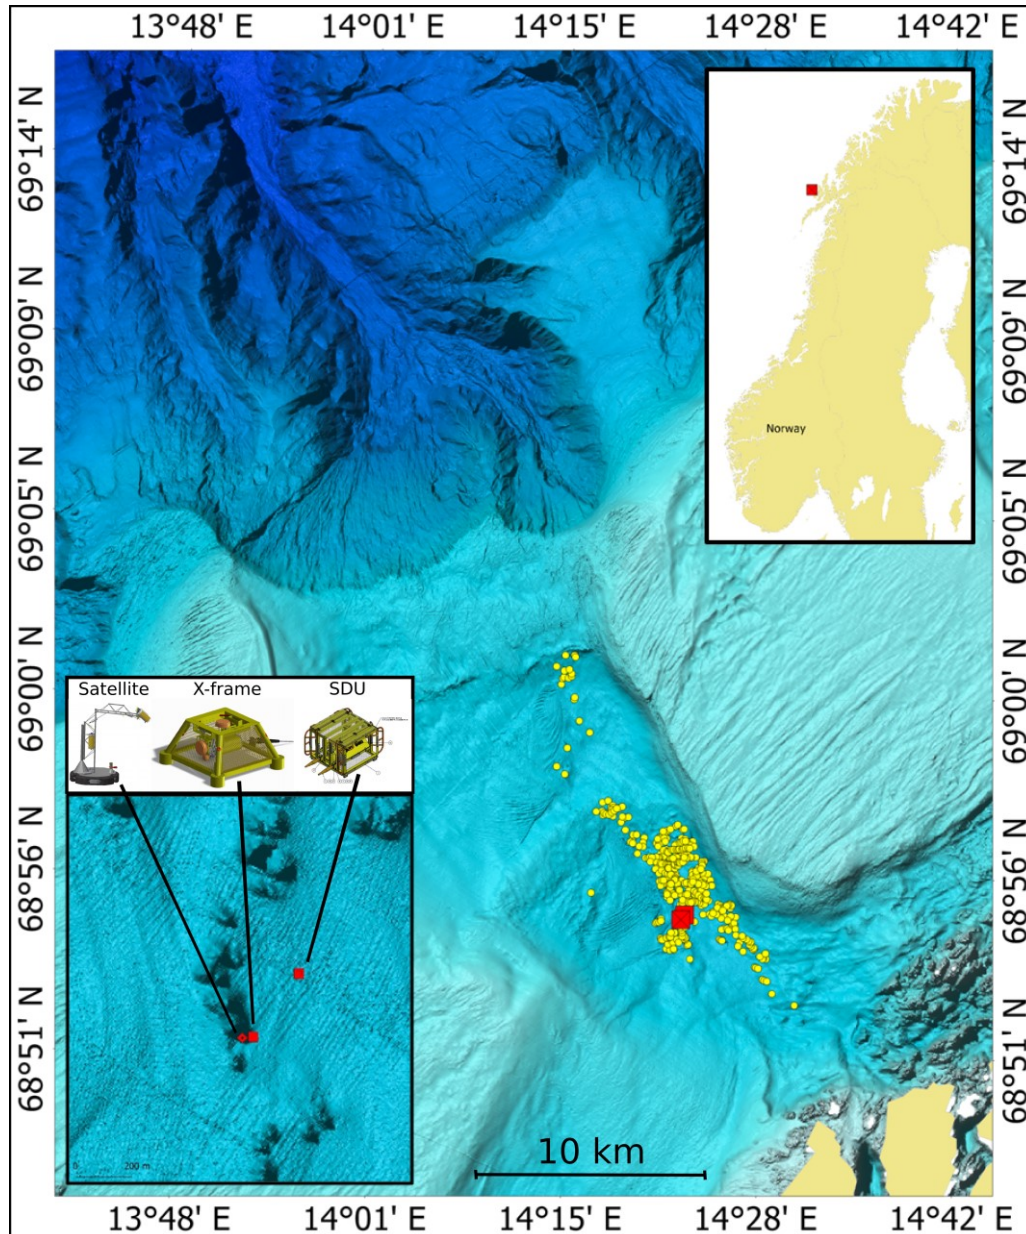 13°48' E 14°01' E 14°15' E 14°28' E 14°42' E
69°14' N
69°09' N
69°05' N
69°00' N
68°56' N
68°51' N
69°14' N
69°09' N
69°05' N
69°00' N
68°56' N
68°51' N
Norway
Satellite X-frame SDU
0 200 m
10 km
13°48' E 14°01' E 14°15' E 14°28' E 14°42' E